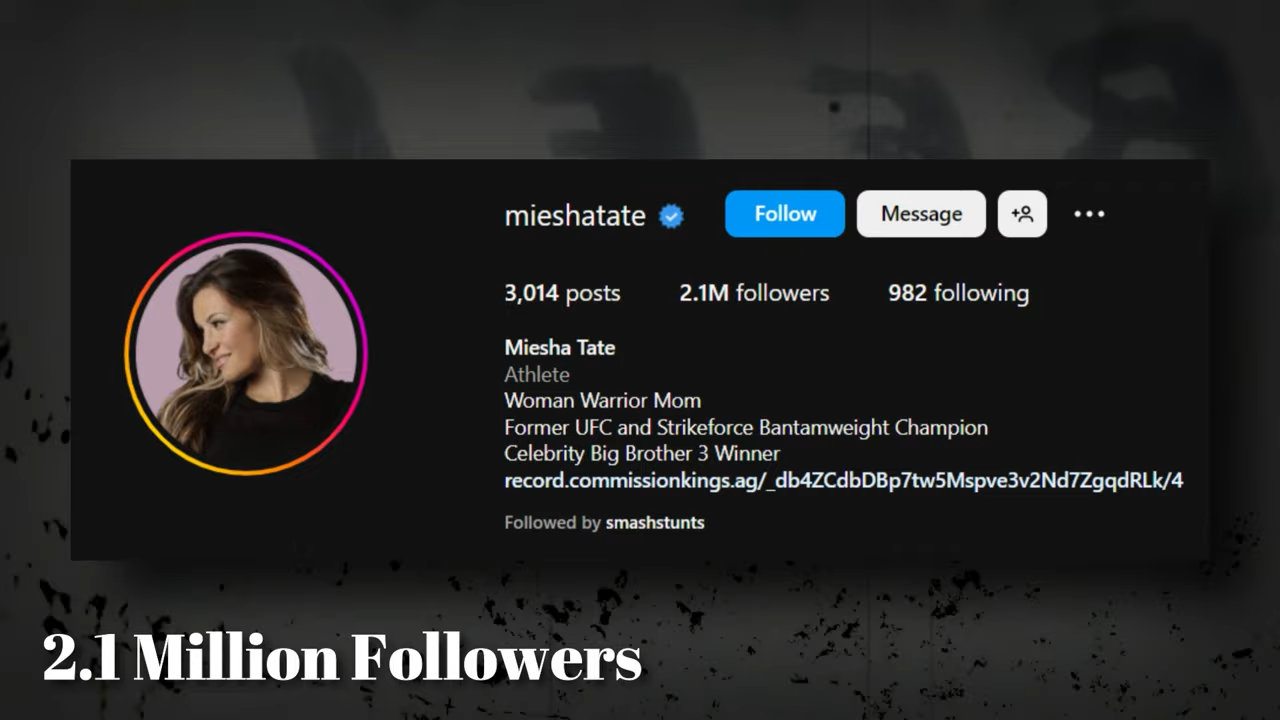 mieshatate Follow Message
3,014 posts 2.1M followers 982 following
Miesha Tate
Athlete
Woman Warrior Mom
Former UFC and Strikeforce Bantamweight Champion
Celebrity Big Brother 3 Winner
record.commissionkings.ag/_db4ZCdbDBp7tw5Mspve3v2Nd7ZgqdRLk/4
Followed by smashstunts
2.1 Million Followers